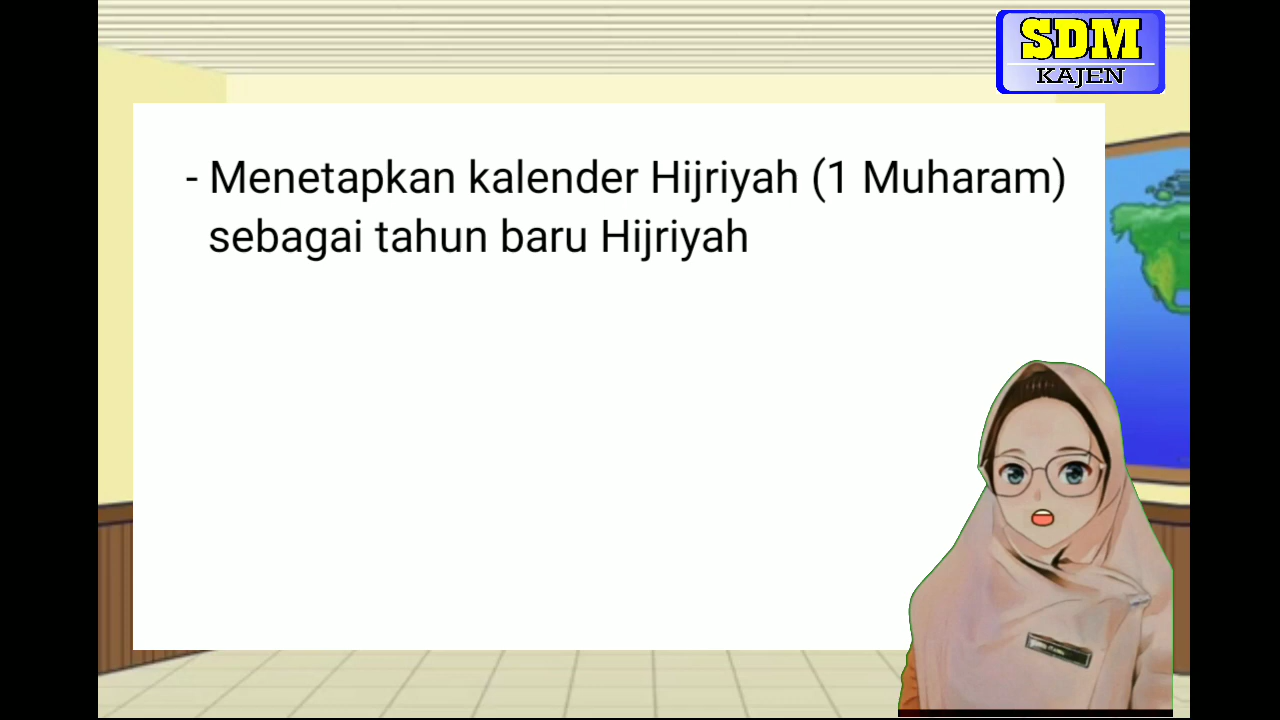 SDM
KAJEN
- Menetapkan kalender Hijriyah (1 Muharam)
sebagai tahun baru Hijriyah